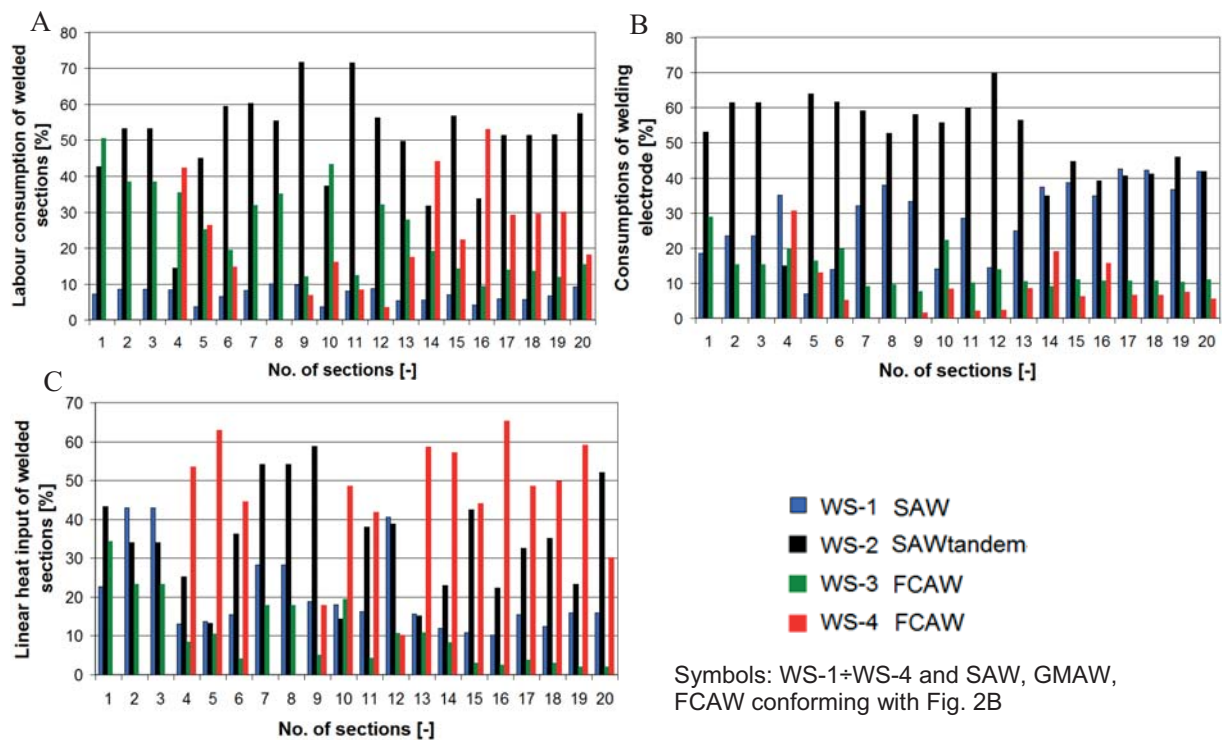 A
Labour consumption of welded
sections [%]
80
70
60
50
40
30
20
10
0
1 2 3 4 5 6 7 8 9 10 11 12 13 14 15 16 17 18 19 20
No. of sections [-]
B
Consumptions of welding
electrode [%]
80
70
60
50
40
30
20
10
0
1 2 3 4 5 6 7 8 9 10 11 12 13 14 15 16 17 18 19 20
No. of sections [-]
C
Linear heat input of welded
sections [%]
70
60
50
40
30
20
10
0
1 2 3 4 5 6 7 8 9 10 11 12 13 14 15 16 17 18 19 20
No. of sections [-]
WS-1 SAW
WS-2 SAWtandem
WS-3 FCAW
WS-4 FCAW
Symbols: WS-1÷WS-4 and SAW, GMAW,
FCAW conforming with Fig. 2B